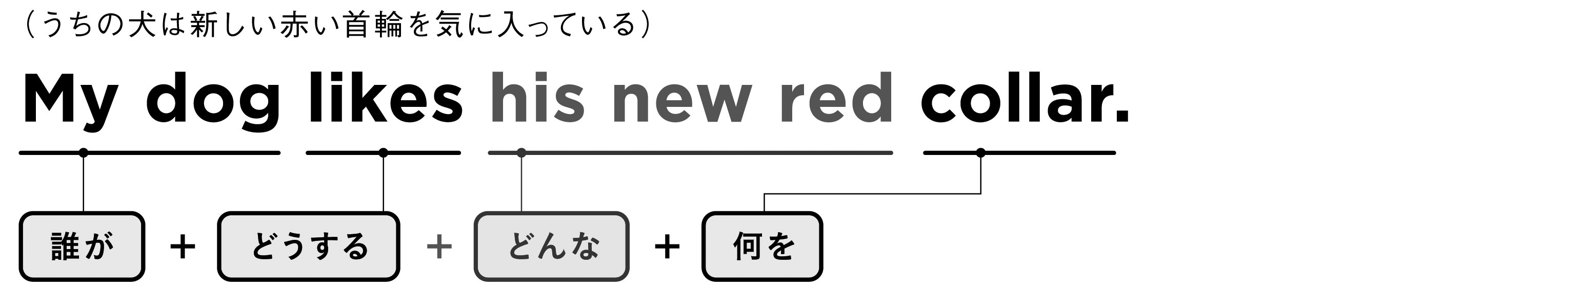 （うちの犬は新しい赤い首輪を気に入っている）
My dog likes his new red collar.
誰が + どうする + どんな + 何を